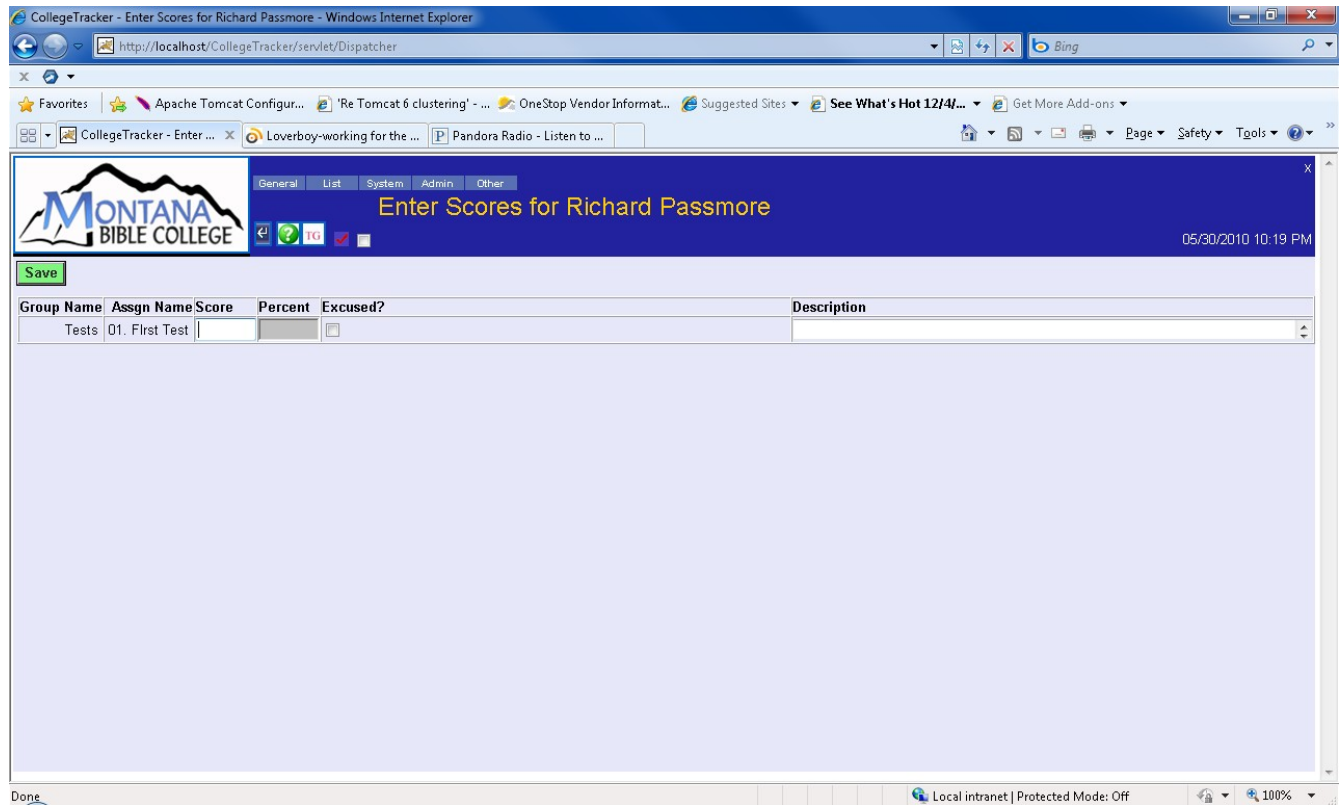 CollegeTracker - Enter Scores for Richard Passmore - Windows Internet Explorer
http://localhost/CollegeTracker/servlet/Dispatcher
Bing
x
Favorites Apache Tomcat Configur... 'Re Tomcat 6 clustering' - ... OneStop Vendor Informat... Suggested Sites See What's Hot 12/4/... Get More Add-ons
CollegeTracker - Enter ... X Loverboy-working for the ... P Pandora Radio - Listen to ... Page Safety Tools »
X
General List System Admin Other
MONTANA
BIBLE COLLEGE
Enter Scores for Richard Passmore
TG
05/30/2010 10:19 PM
Save
Group Name Assgn Name Score Percent Excused? Description
Tests 01. FIrst Test
Done Local intranet | Protected Mode: Off 100%